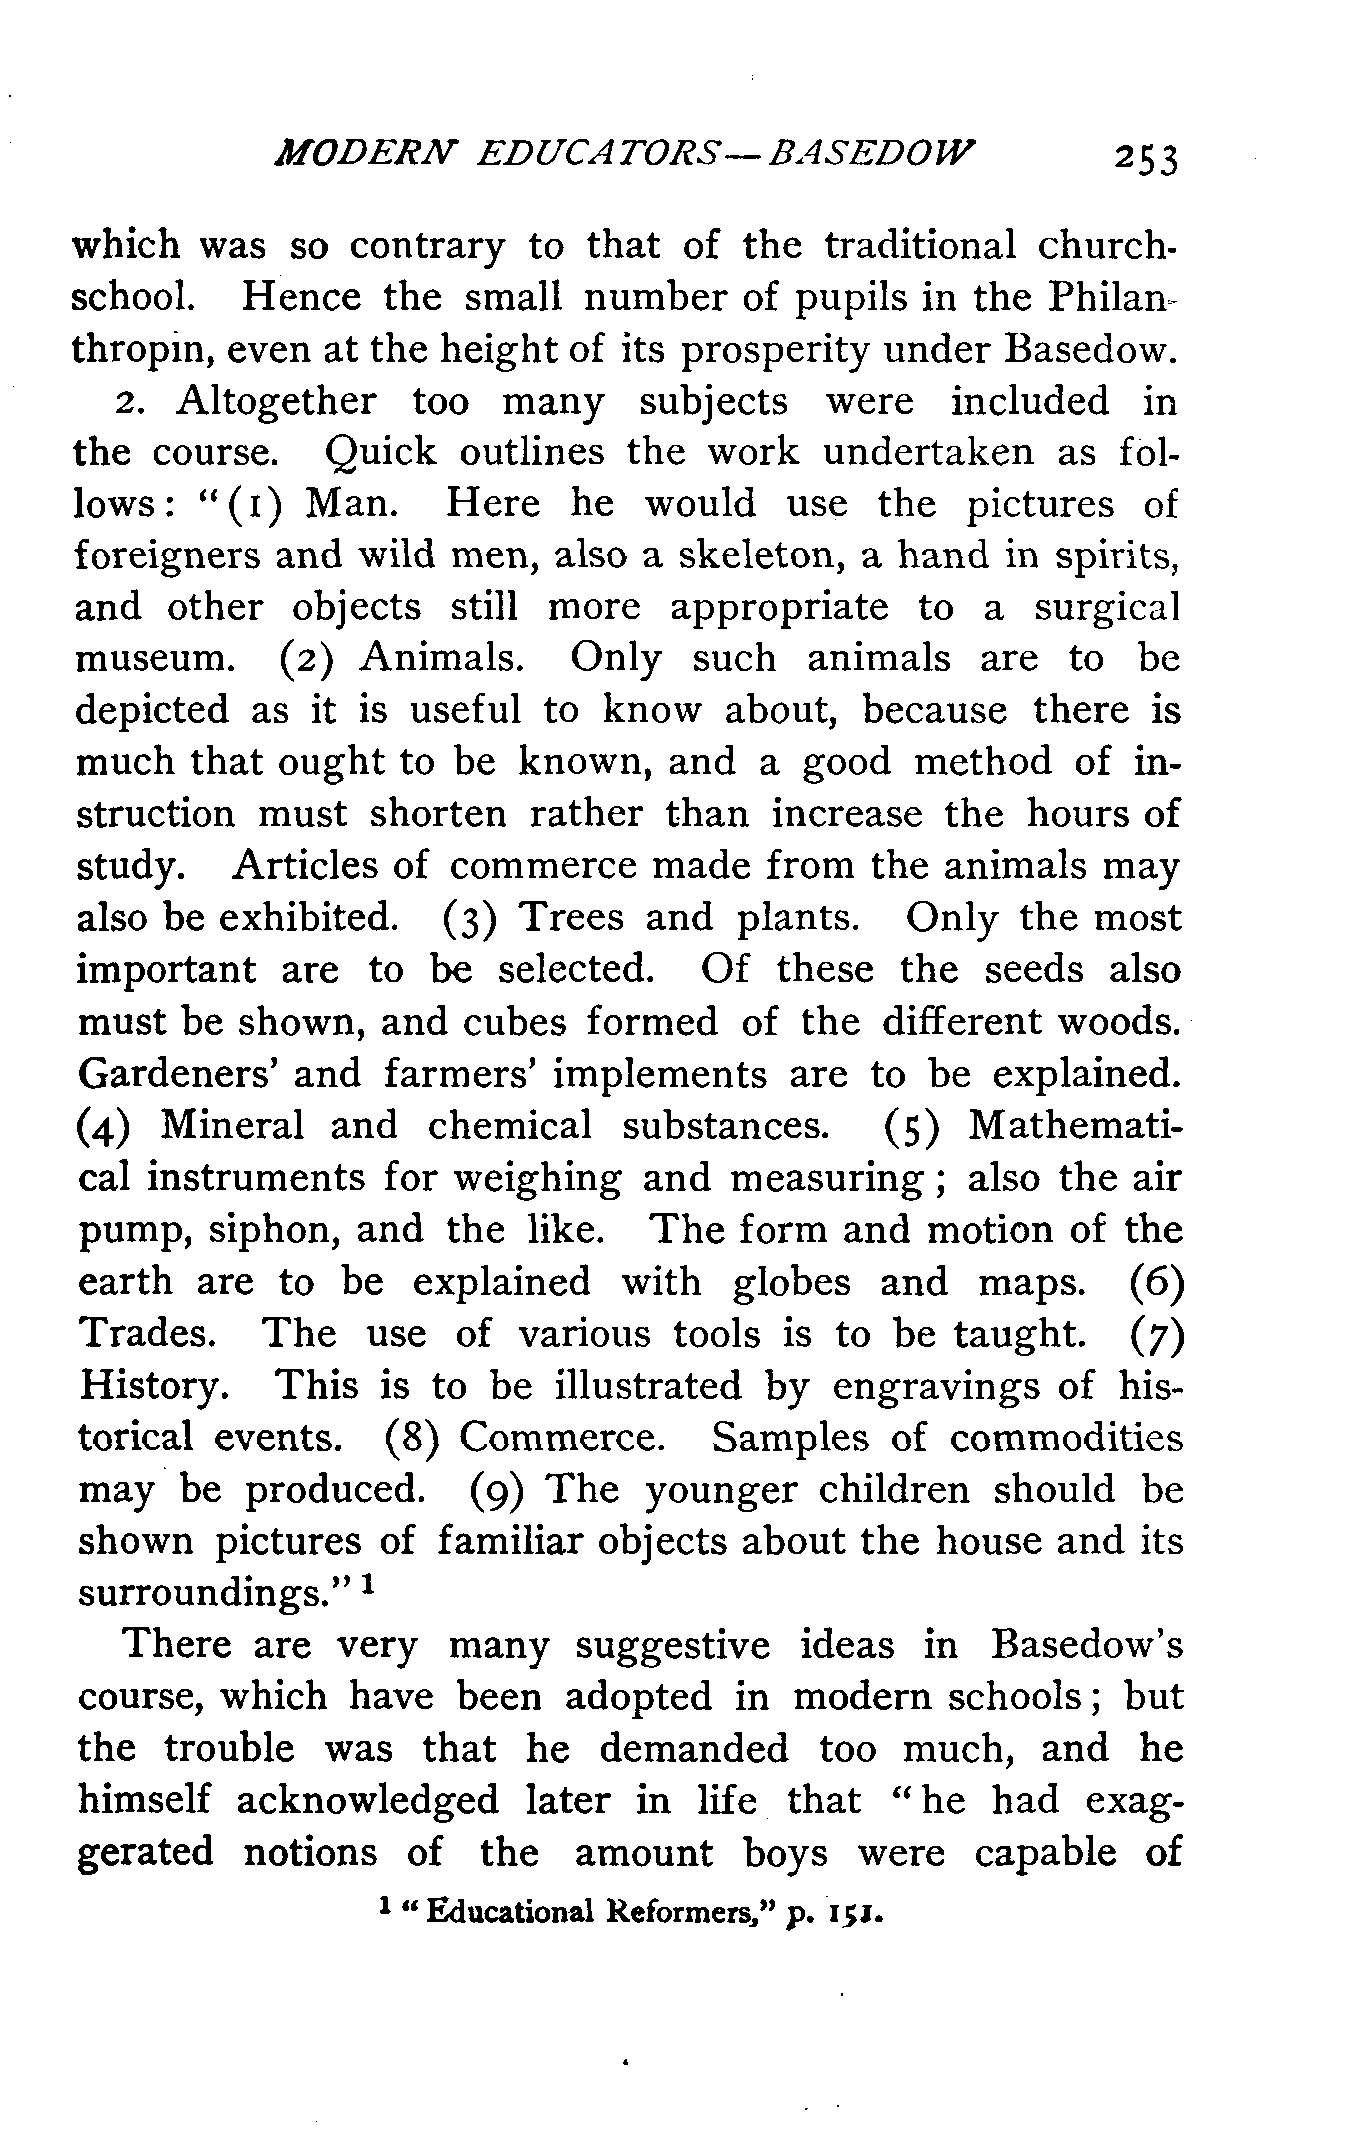 MODERN EDUCATORS—BASEDOW 253
which was so contrary to that of the traditional church-
school. Hence the small number of pupils in the Philan-
thropin, even at the height of its prosperity under Basedow.
2. Altogether too many subjects were included in
the course. Quick outlines the work undertaken as fol-
lows: "(1) Man. Here he would use the pictures of
foreigners and wild men, also a skeleton, a hand in spirits,
and other objects still more appropriate to a surgical
museum. (2) Animals. Only such animals are to be
depicted as it is useful to know about, because there is
much that ought to be known, and a good method of in-
struction must shorten rather than increase the hours of
study. Articles of commerce made from the animals may
also be exhibited. (3) Trees and plants. Only the most
important are to be selected. Of these the seeds also
must be shown, and cubes formed of the different woods.
Gardeners' and farmers' implements are to be explained.
(4) Mineral and chemical substances. (5) Mathemati-
cal instruments for weighing and measuring; also the air
pump, siphon, and the like. The form and motion of the
earth are to be explained with globes and maps. (6)
Trades. The use of various tools is to be taught. (7)
History. This is to be illustrated by engravings of his-
torical events. (8) Commerce. Samples of commodities
may be produced. (9) The younger children should be
shown pictures of familiar objects about the house and its
surroundings." 1
There are very many suggestive ideas in Basedow's
course, which have been adopted in modern schools; but
the trouble was that he demanded too much, and he
himself acknowledged later in life that "he had exag-
gerated notions of the amount boys were capable of
1 "Educational Reformers," p. 151.